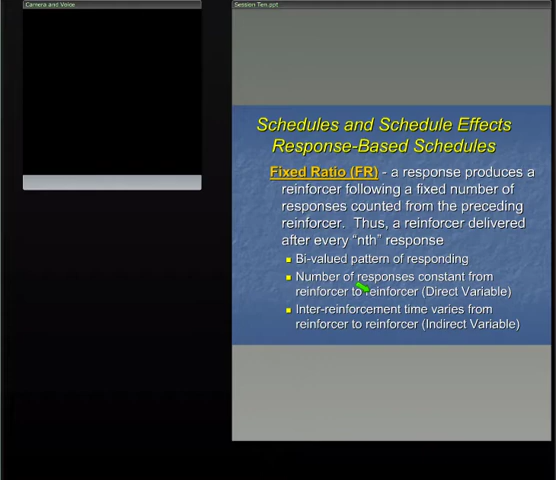 Camera and Voice
Session Ten.ppt
Schedules and Schedule Effects
Response-Based Schedules
Fixed Ratio (FR) - a response produces a
reinforcer following a fixed number of
responses counted from the preceding
reinforcer. Thus, a reinforcer delivered
after every “nth” response
Bi-valued pattern of responding
Number of responses constant from
reinforcer to reinforcer (Direct Variable)
Inter-reinforcement time varies from
reinforcer to reinforcer (Indirect Variable)